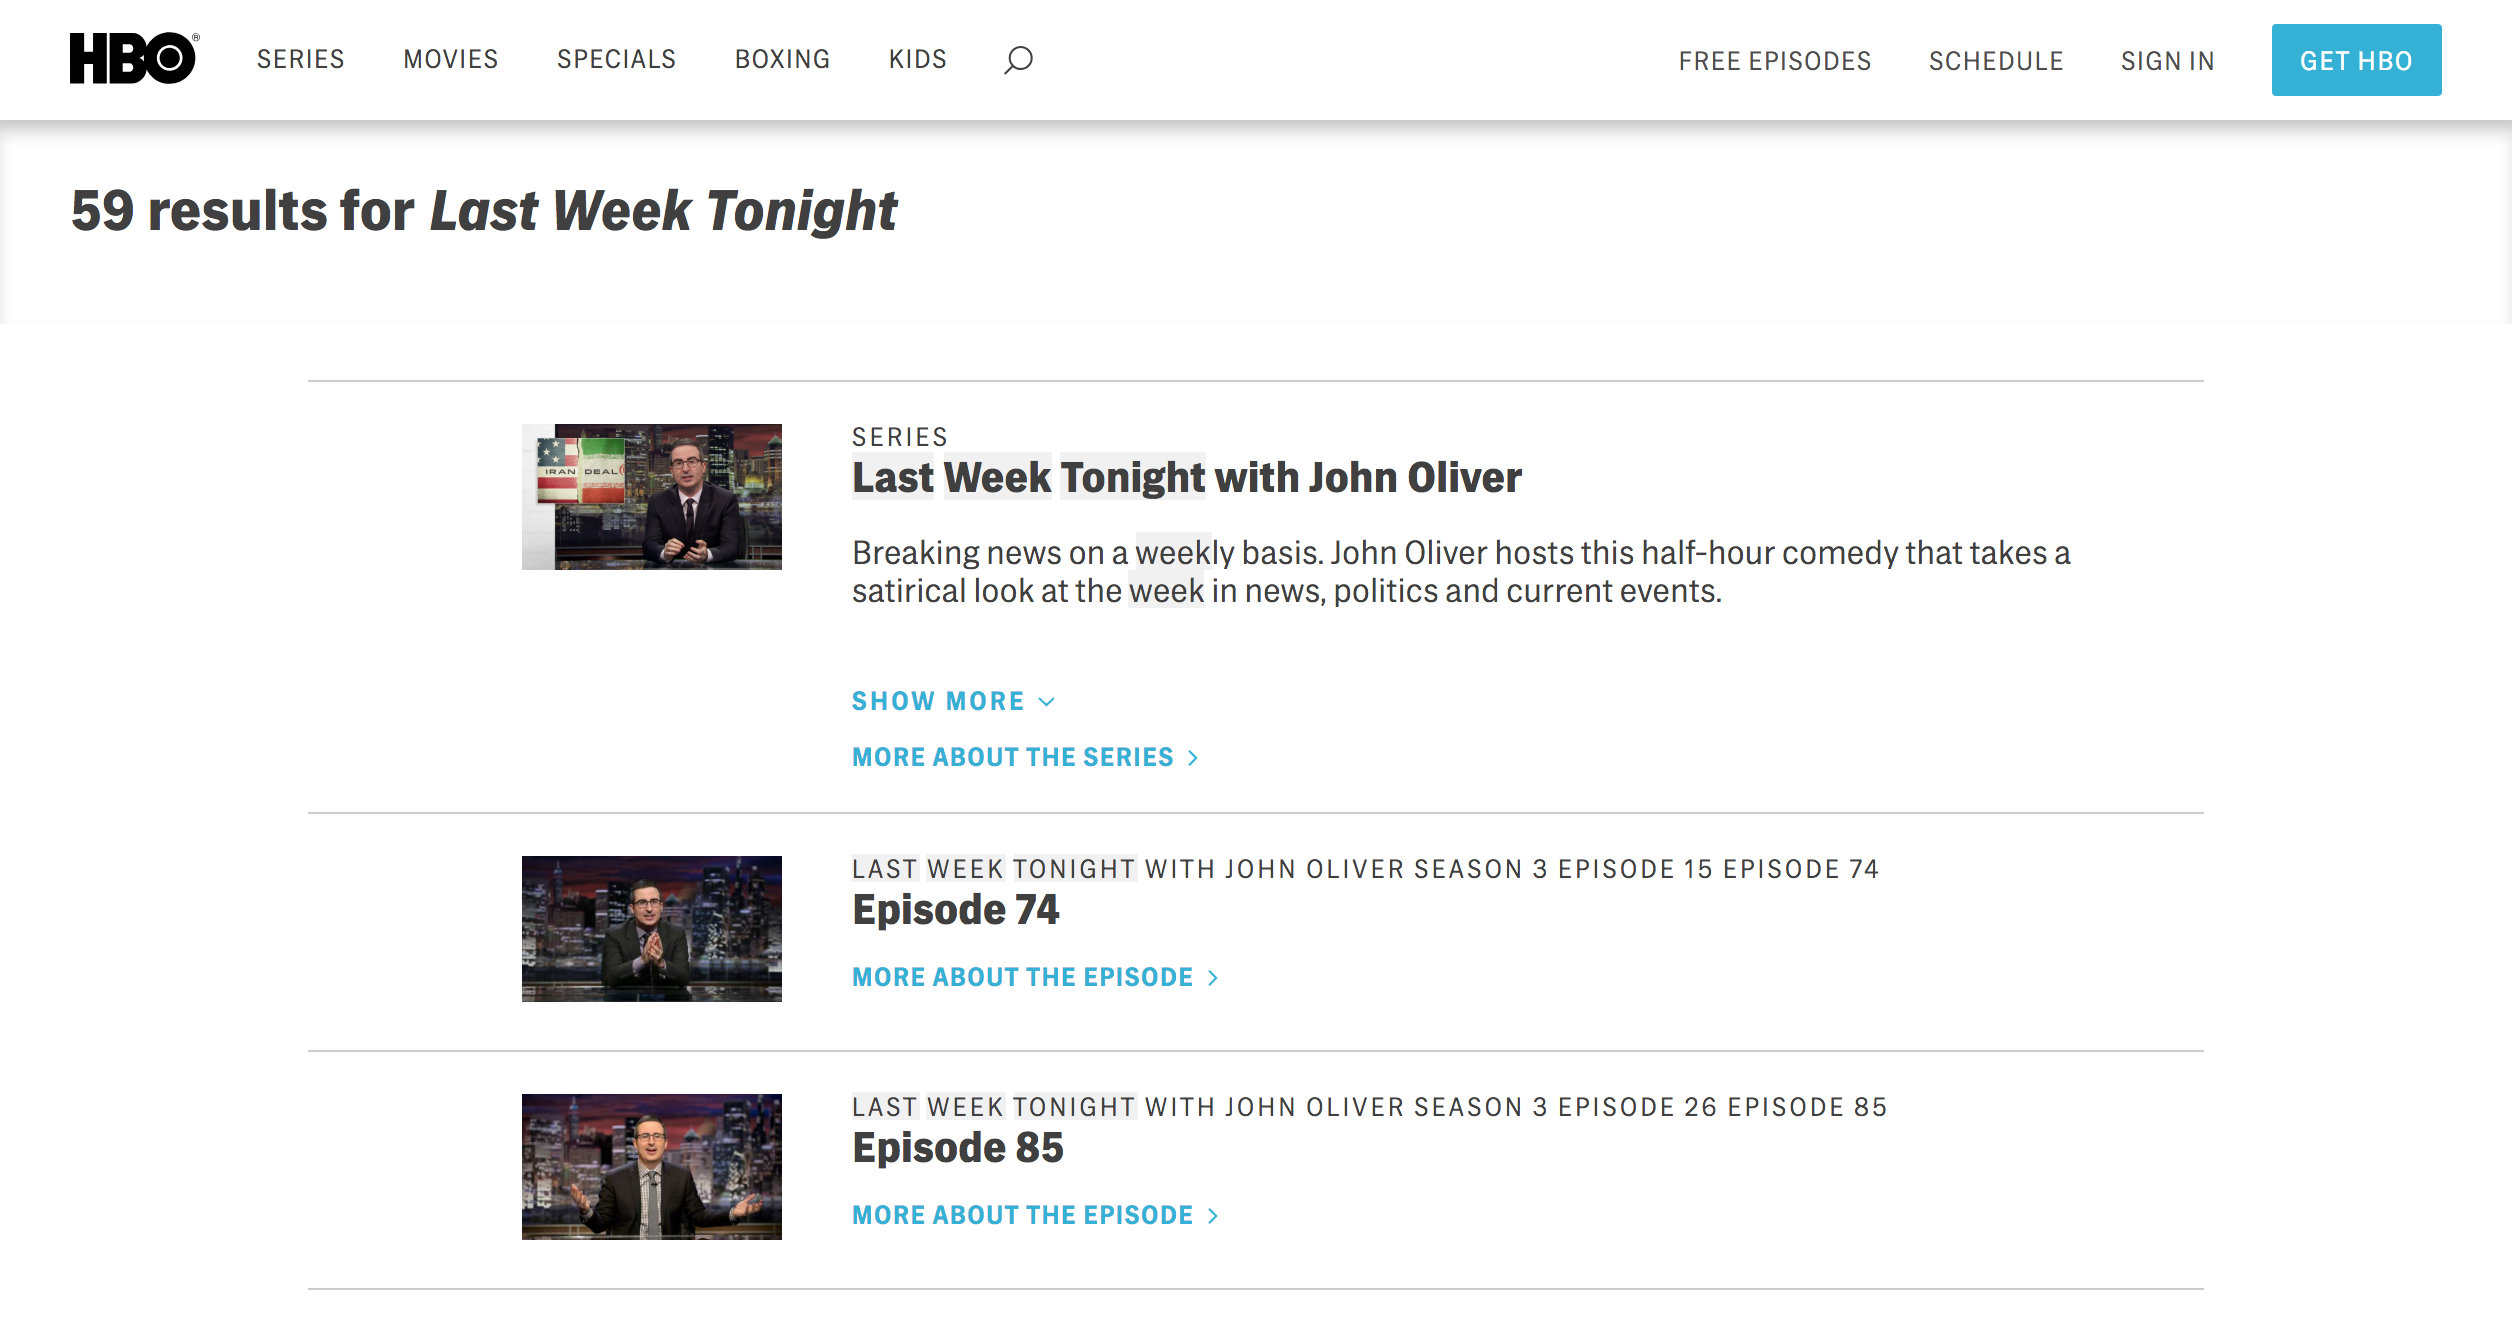 HBO®
SERIES MOVIES SPECIALS BOXING KIDS
FREE EPISODES SCHEDULE SIGN IN GET HBO
59 results for Last Week Tonight
IRAN DEAL
SERIES
Last Week Tonight with John Oliver
Breaking news on a weekly basis. John Oliver hosts this half-hour comedy that takes a
satirical look at the week in news, politics and current events.
SHOW MORE
MORE ABOUT THE SERIES
LAST WEEK TONIGHT WITH JOHN OLIVER SEASON 3 EPISODE 15 EPISODE 74
Episode 74
MORE ABOUT THE EPISODE
LAST WEEK TONIGHT WITH JOHN OLIVER SEASON 3 EPISODE 26 EPISODE 85
Episode 85
MORE ABOUT THE EPISODE